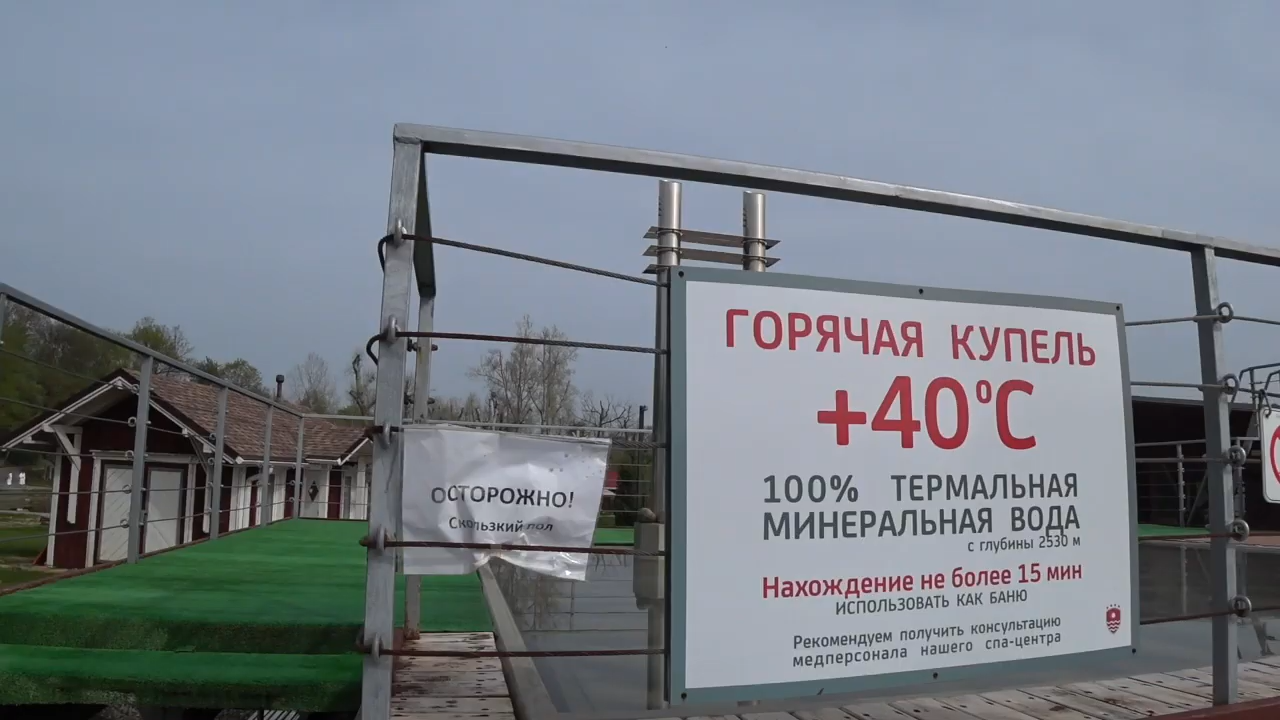 ОСТОРОЖНО!
Скользкий пол
ГОРЯЧАЯ КУПЕЛЬ
+40°С
100% ТЕРМАЛЬНАЯ
МИНЕРАЛЬНАЯ ВОДА
с глубины 2530 м
Нахождение не более 15 мин
ИСПОЛЬЗОВАТЬ КАК БАНЮ
Рекомендуем получить консультацию
медперсонала нашего спа-центра